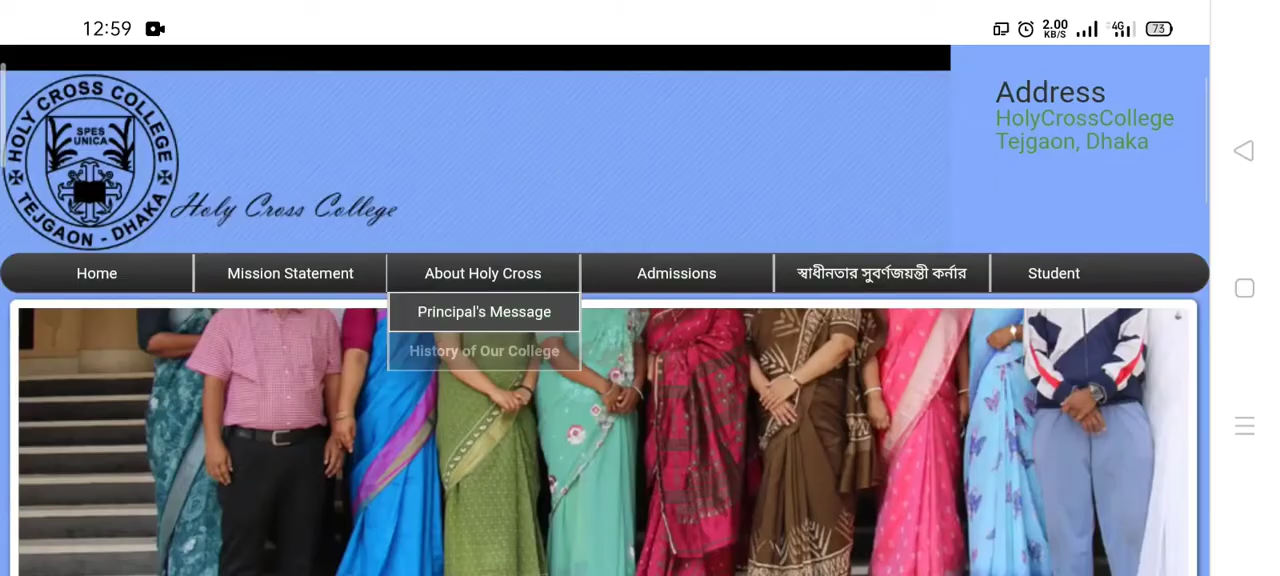 12:59
2.00
KB/S
4G
73
HOLY CROSS COLLEGE
SPES
UNICA
TEJGAON - DHAKA
Holy Cross College
Address
HolyCrossCollege
Tejgaon, Dhaka
Home
Mission Statement
About Holy Cross
Admissions
স্বাধীনতার সুবর্ণজয়ন্তী কর্নার
Student
Principal's Message
History of Our College